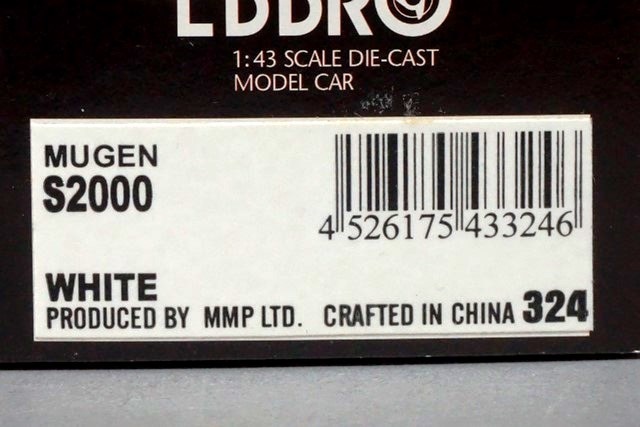 EBBRO
1:43 SCALE DIE-CAST
MODEL CAR
MUGEN
S2000
4 526175 433246
WHITE
PRODUCED BY MMP LTD. CRAFTED IN CHINA 324